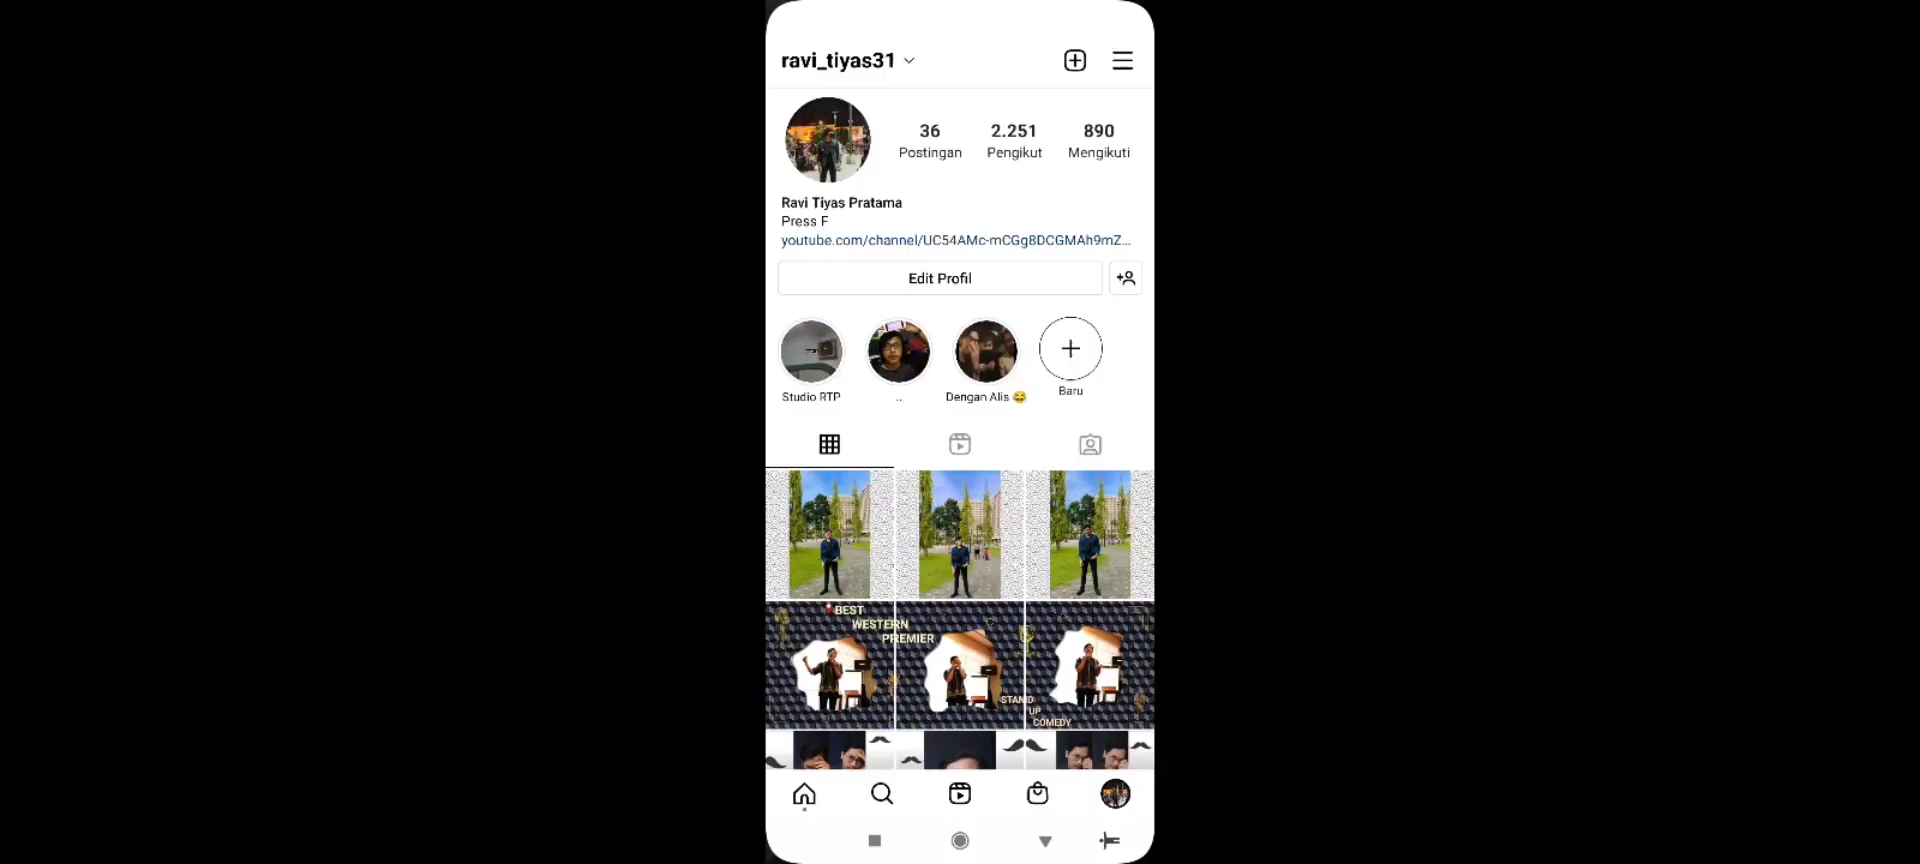 ravi_tiyas31
36 2.251 890
Postingan Pengikut Mengikuti
Ravi Tiyas Pratama
Press F
youtube.com/channel/UC54AMc-mCGg8DCGMAh9mZ...
Edit Profil
Studio RTP .. Dengan Alis 😂 Baru
BEST
WESTERN
PREMIER
STAND
UP
COMEDY